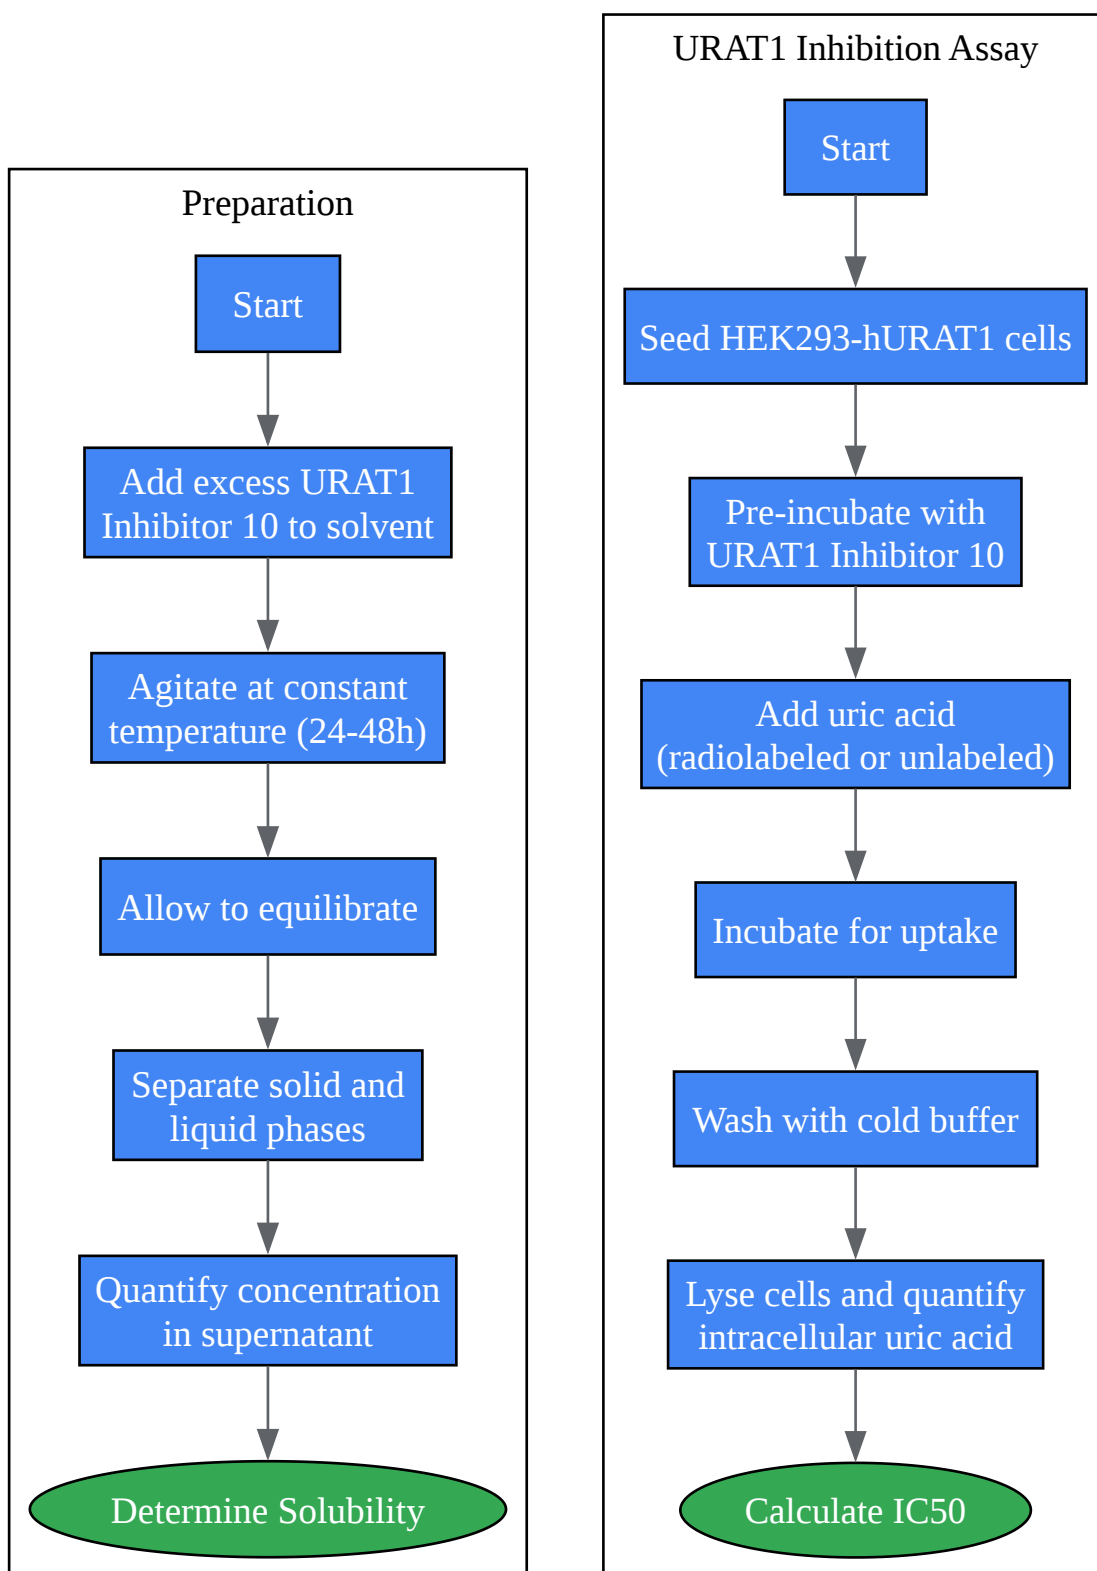 Preparation
Start
Add excess URAT1
Inhibitor 10 to solvent
Agitate at constant
temperature (24-48h)
Allow to equilibrate
Separate solid and
liquid phases
Quantify concentration
in supernatant
Determine Solubility
URAT1 Inhibition Assay
Start
Seed HEK293-hURAT1 cells
Pre-incubate with
URAT1 Inhibitor 10
Add uric acid
(radiolabeled or unlabeled)
Incubate for uptake
Wash with cold buffer
Lyse cells and quantify
intracellular uric acid
Calculate IC50